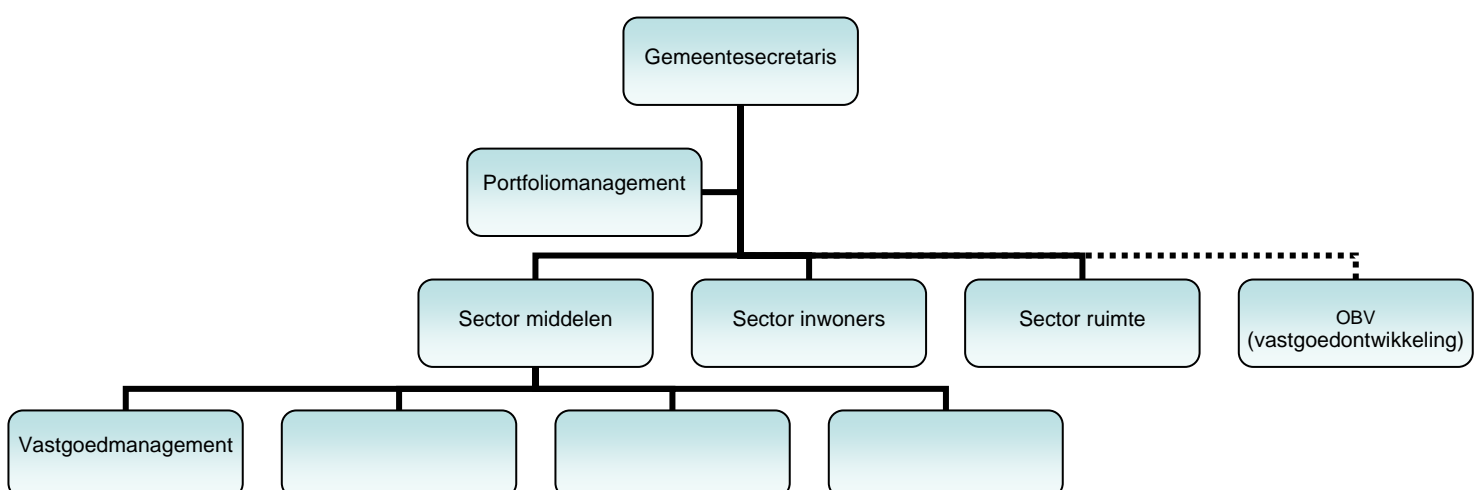 Gemeentesecretaris
Portfoliomanagement
Sector middelen
Sector inwoners
Sector ruimte
OBV
(vastgoedontwikkeling)
Vastgoedmanagement